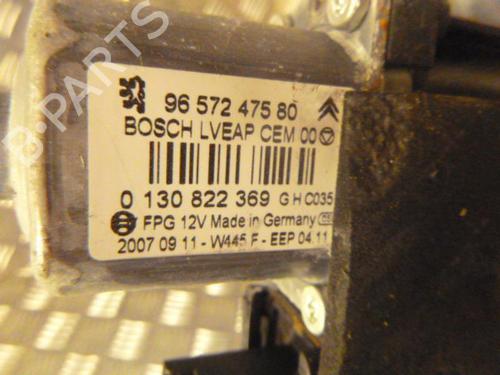 B-PARTS
96 572 475 80
BOSCH LVEAP CEM 00
0 130 822 369 G H C035
FPG 12V Made in Germany
2007 09 11 - W445 F - EEP 04.11